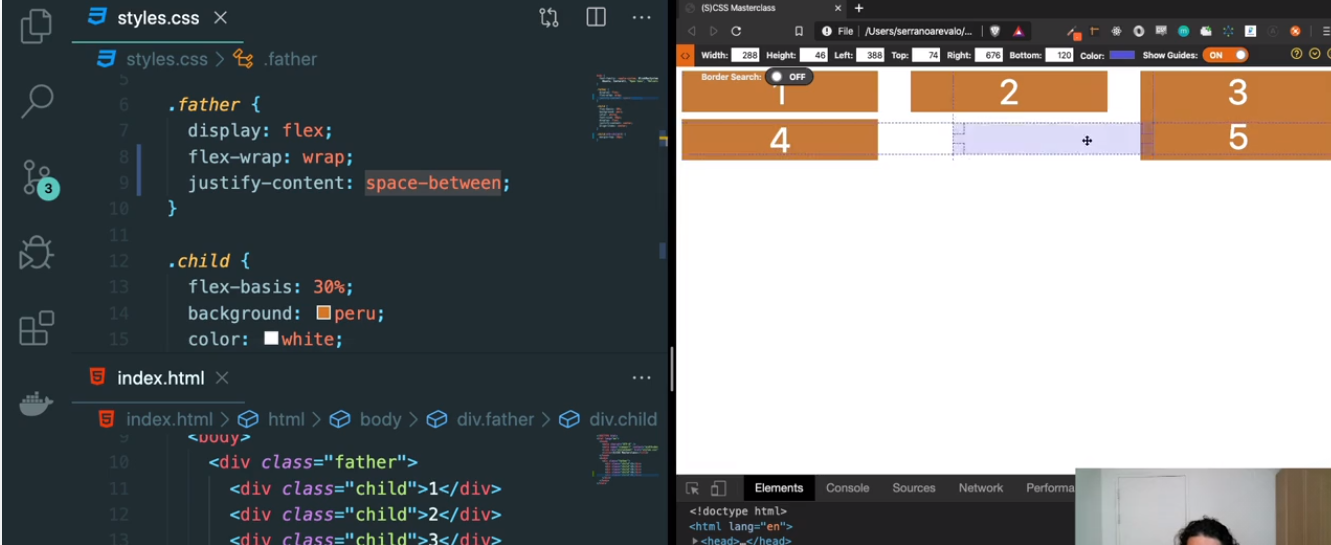 styles.css
styles.css > .father
5
6 .father {
7 display: flex;
8 flex-wrap: wrap;
9 justify-content: space-between;
10 }
11
12 .child {
13 flex-basis: 30%;
14 background: peru;
15 color: white;
3
index.html
index.html > html > body > div.father > div.child
9 <body>
10 <div class="father">
11 <div class="child">1</div>
12 <div class="child">2</div>
13 <div class="child">3</div>
(S)CSS Masterclass
File /Users/serranoarevalo/...
Width: 288 Height: 46 Left: 388 Top: 74 Right: 676 Bottom: 120 Color: Show Guides: ON
Border Search: OFF
1 2 3
4 5
Elements Console Sources Network Performa
<!doctype html>
<html lang="en">
<head>…</head>